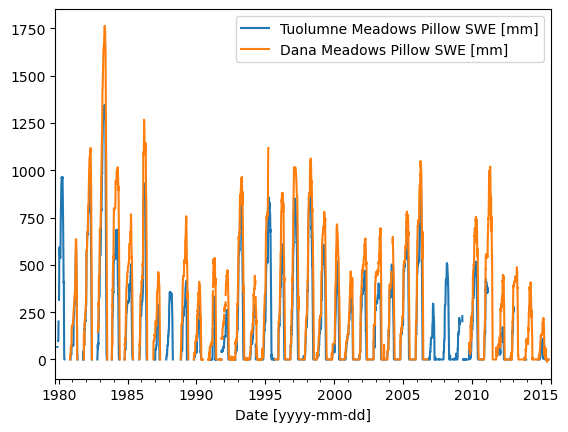 Tuolumne Meadows Pillow SWE [mm]
Dana Meadows Pillow SWE [mm]
1750
1500
1250
1000
750
500
250
0
1980 1985 1990 1995 2000 2005 2010 2015
Date [yyyy-mm-dd]